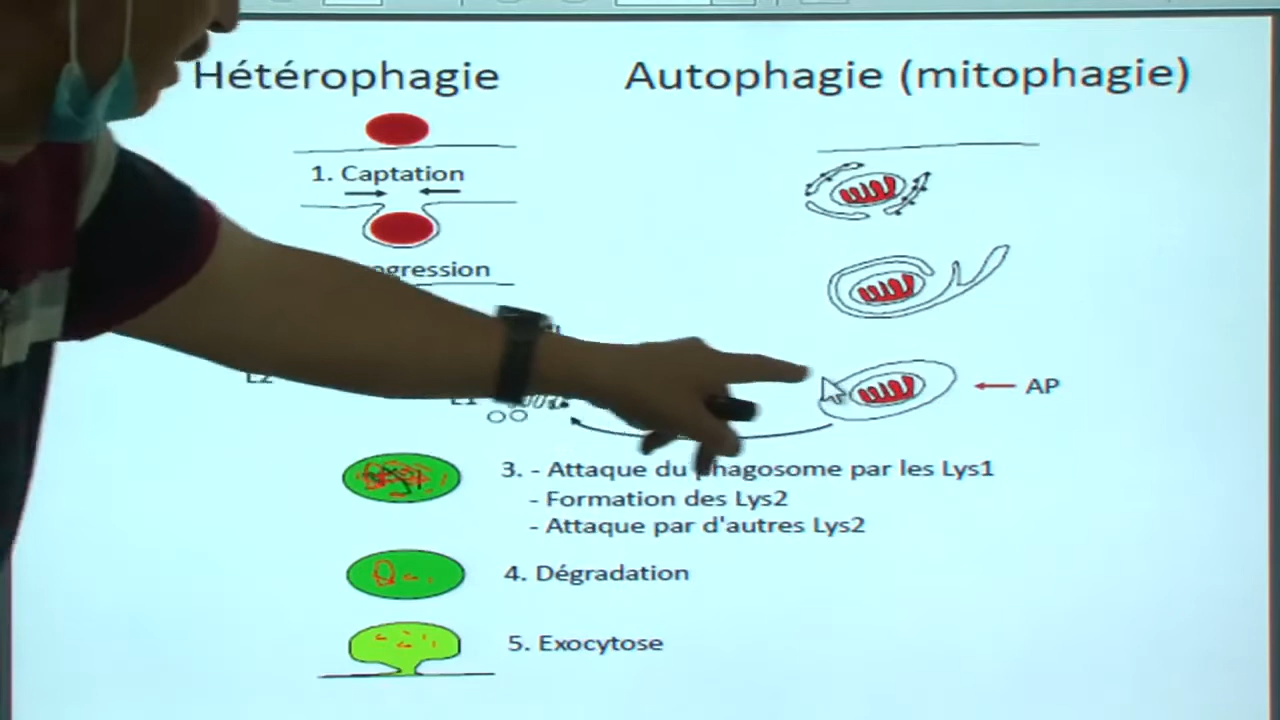 Hétérophagie
Autophagie (mitophagie)
1. Captation
AP
3. - Attaque du phagosome par les Lys1
- Formation des Lys2
- Attaque par d'autres Lys2
4. Dégradation
5. Exocytose